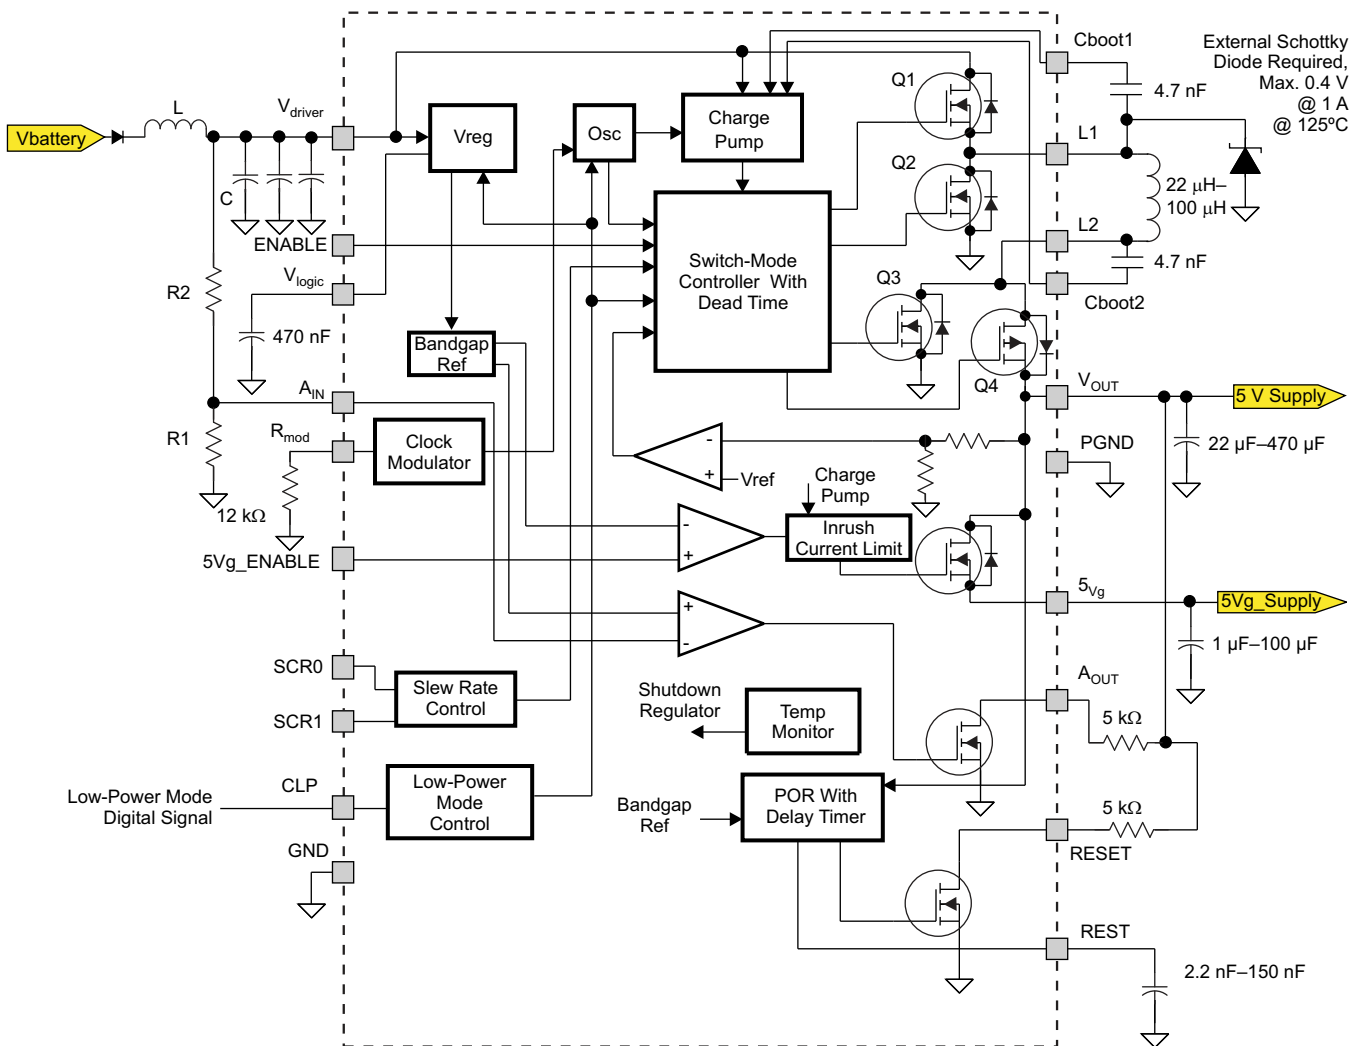 Cboot1
External Schottky
Diode Required,
Max. 0.4 V
@ 1 A
@ 125ºC
Q1
4.7 nF
L
Vdriver
Vbattery
Vreg
Osc
Charge
Pump
L1
Q2
C
22 µH–
100 µH
ENABLE
L2
Vlogic
R2
Switch-Mode
Controller With
Dead Time
Q3
4.7 nF
Cboot2
470 nF
Bandgap
Ref
Q4
AIN
VOUT
5 V Supply
R1
Rmod
Clock
Modulator
-
+
Vref
PGND
22 µF–470 µF
12 kΩ
Charge
Pump
-
+
Inrush
Current Limit
5Vg_ENABLE
5Vg
5Vg_Supply
+
-
1 µF–100 µF
SCR0
SCR1
Slew Rate
Control
Shutdown
Regulator
Temp
Monitor
AOUT
5 kΩ
CLP
Low-Power Mode
Digital Signal
Low-Power
Mode
Control
Bandgap
Ref
POR With
Delay Timer
5 kΩ
RESET
GND
REST
2.2 nF–150 nF